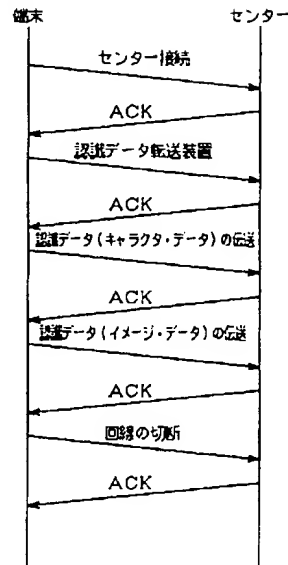 端末
センター
センター接続
ACK
認識データ転送装置
ACK
認識データ(キャラクタ・データ)の伝送
ACK
認識データ(イメージ・データ)の伝送
ACK
回線の切断
ACK